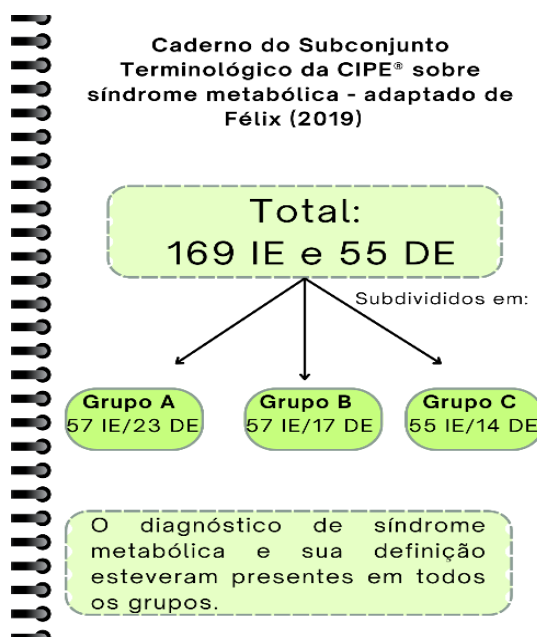 Caderno do Subconjunto
Terminológico da CIPE® sobre
síndrome metabólica - adaptado de
Félix (2019)
Total:
169 IE e 55 DE
Subdivididos em:
Grupo A
57 IE/23 DE
Grupo B
57 IE/17 DE
Grupo C
55 IE/14 DE
O diagnóstico de síndrome
metabólica e sua definição
esteveram presentes em todos
os grupos.